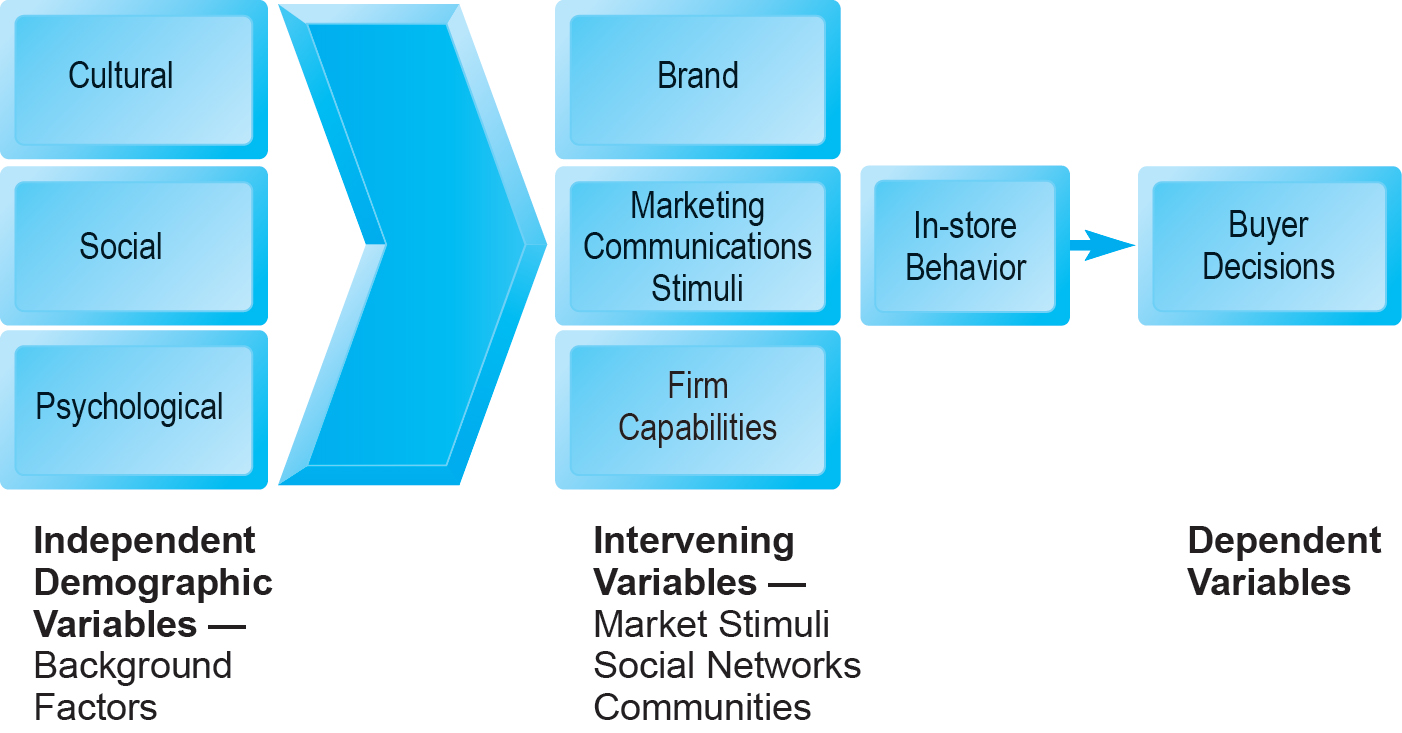 Cultural
Social
Psychological
Brand
Marketing
Communications
Stimuli
Firm
Capabilities
In-store
Behavior
Buyer
Decisions
Independent
Demographic
Variables —
Background
Factors
Intervening
Variables —
Market Stimuli
Social Networks
Communities
Dependent
Variables